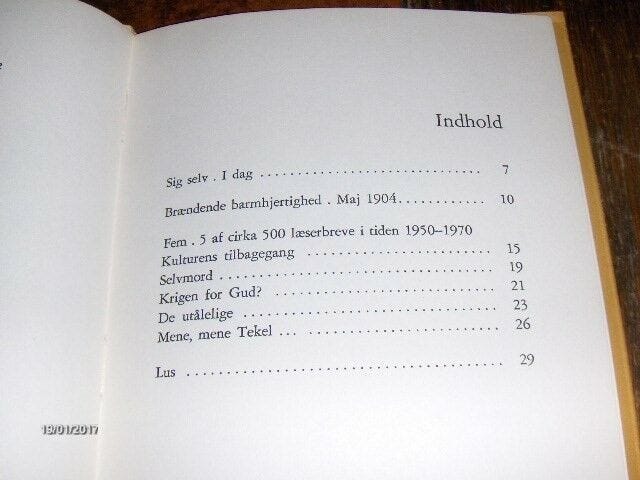 Indhold
Sig selv . I dag ........................................ 7
Brændende barmhjertighed . Maj 1904............ 10
Fem . 5 af cirka 500 læserbreve i tiden 1950–1970
Kulturens tilbagegang ........................ 15
Selvmord ........................................ 19
Krigen for Gud? ................................ 21
De utålelige .................................... 23
Mene, mene Tekel ... ........................ 26
Lus ................................................ 29
19/01/2017